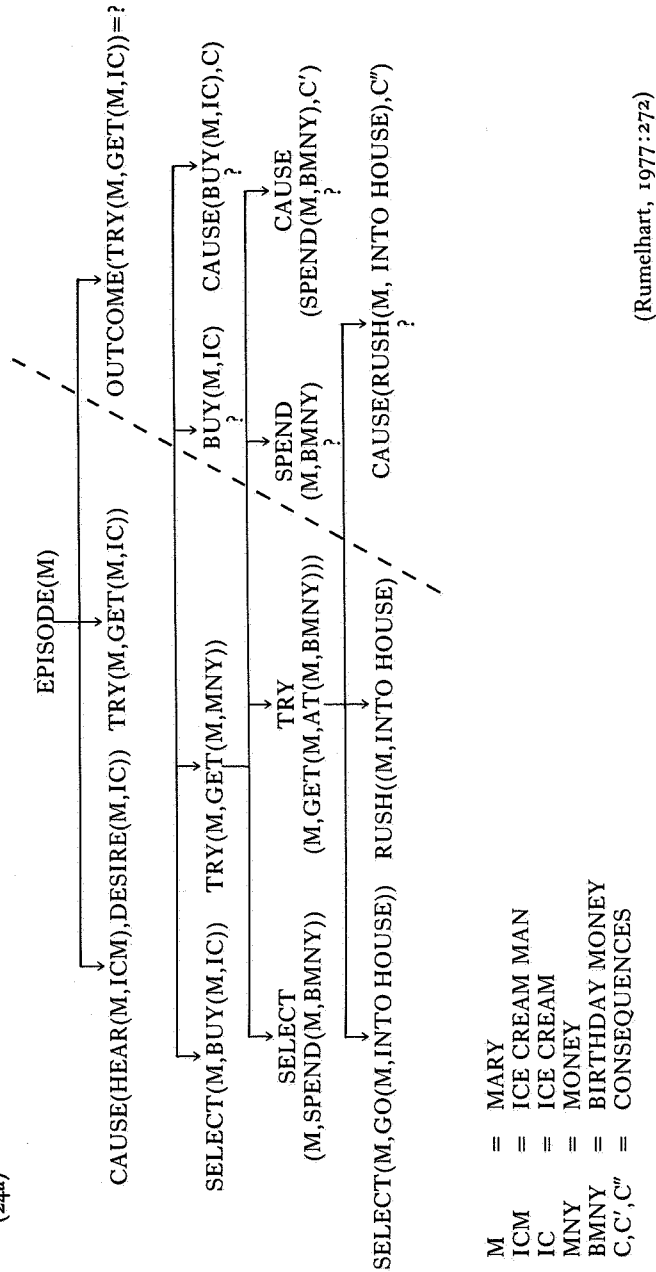 (24a)
EPISODE(M)
CAUSE(HEAR(M,ICM),DESIRE(M,IC)) TRY(M,GET(M,IC)) OUTCOME(TRY(M,GET(M,IC))=?
SELECT(M,BUY(M,IC)) TRY(M,GET(M,MNY)) BUY(M,IC) CAUSE(BUY(M,IC),C)
? ?
SELECT TRY SPEND CAUSE
(M,SPEND(M,BMNY)) (M,GET(M,AT(M,BMNY))) (M,BMNY) (SPEND(M,BMNY),C')
? ?
SELECT(M,GO(M,INTO HOUSE)) RUSH((M,INTO HOUSE) CAUSE(RUSH(M, INTO HOUSE),C")
?
M = MARY
ICM = ICE CREAM MAN
IC = ICE CREAM
MNY = MONEY
BMNY = BIRTHDAY MONEY
C,C',C" = CONSEQUENCES
(Rumelhart, 1977:272)